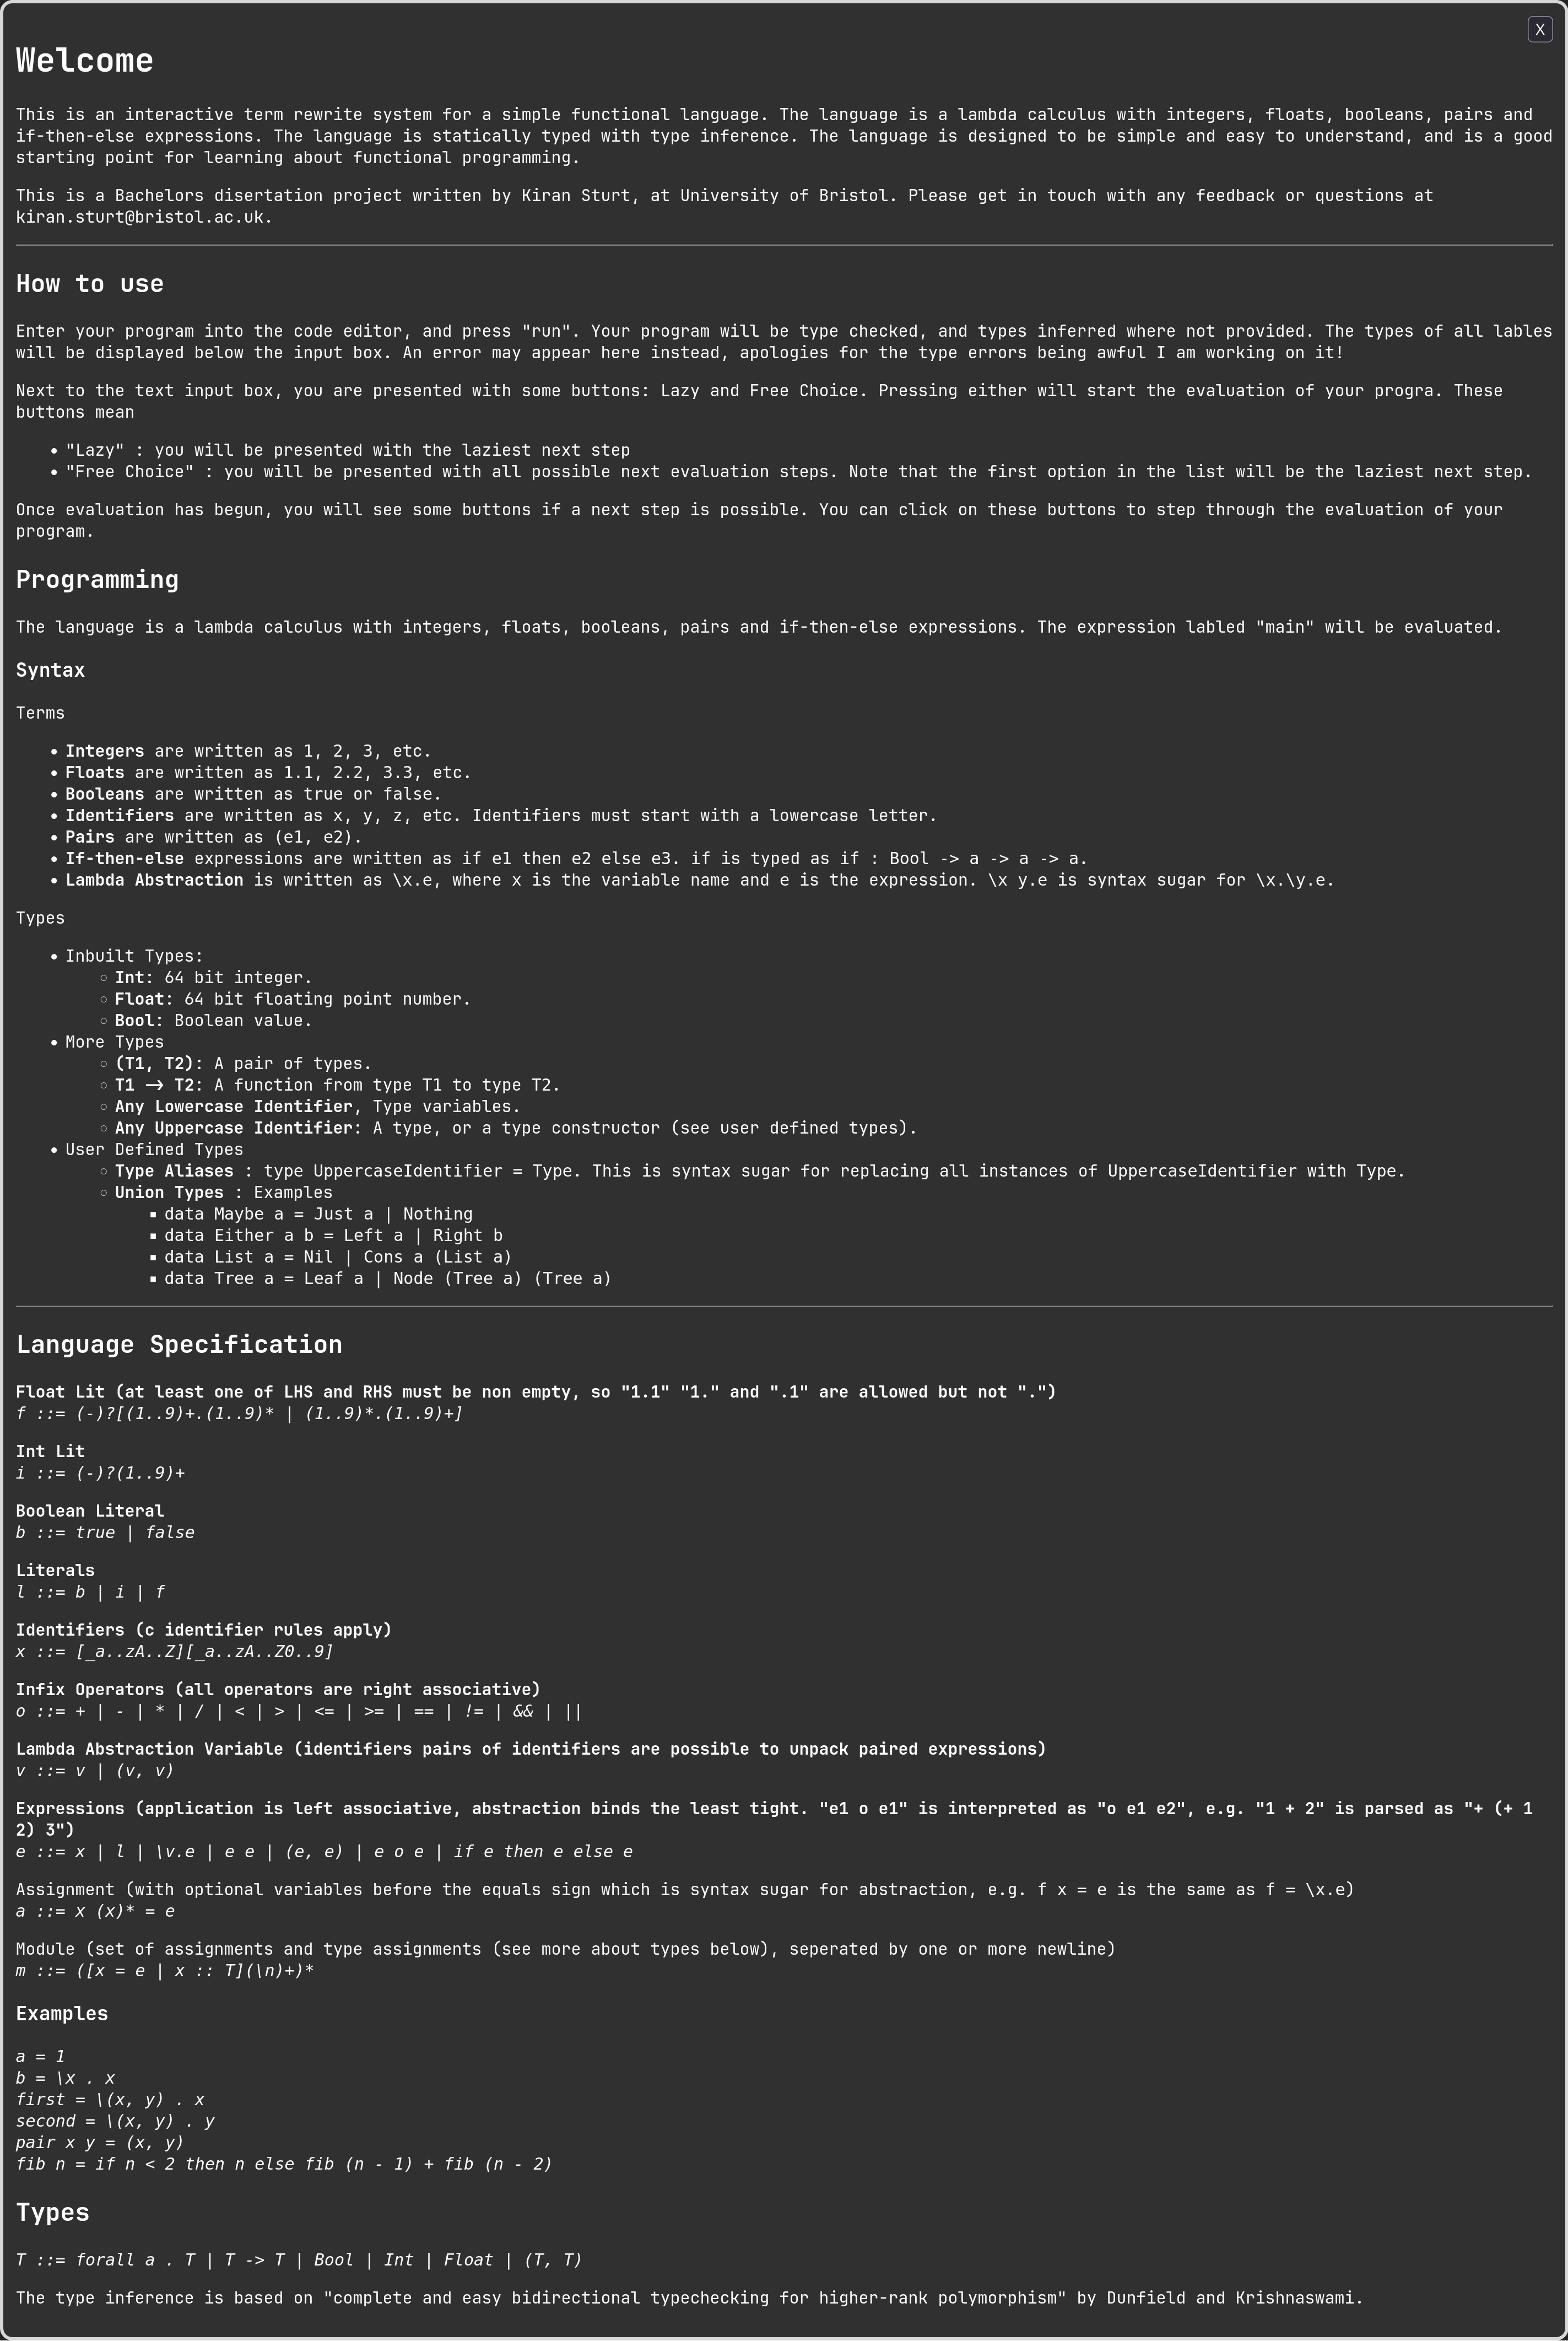 X
Welcome
This is an interactive term rewrite system for a simple functional language. The language is a lambda calculus with integers, floats, booleans, pairs and
if-then-else expressions. The language is statically typed with type inference. The language is designed to be simple and easy to understand, and is a good
starting point for learning about functional programming.
This is a Bachelors disertation project written by Kiran Sturt, at University of Bristol. Please get in touch with any feedback or questions at
kiran.sturt@bristol.ac.uk.
How to use
Enter your program into the code editor, and press "run". Your program will be type checked, and types inferred where not provided. The types of all lables
will be displayed below the input box. An error may appear here instead, apologies for the type errors being awful I am working on it!
Next to the text input box, you are presented with some buttons: Lazy and Free Choice. Pressing either will start the evaluation of your progra. These
buttons mean
• "Lazy" : you will be presented with the laziest next step
• "Free Choice" : you will be presented with all possible next evaluation steps. Note that the first option in the list will be the laziest next step.
Once evaluation has begun, you will see some buttons if a next step is possible. You can click on these buttons to step through the evaluation of your
program.
Programming
The language is a lambda calculus with integers, floats, booleans, pairs and if-then-else expressions. The expression labled "main" will be evaluated.
Syntax
Terms
• Integers are written as 1, 2, 3, etc.
• Floats are written as 1.1, 2.2, 3.3, etc.
• Booleans are written as true or false.
• Identifiers are written as x, y, z, etc. Identifiers must start with a lowercase letter.
• Pairs are written as (e1, e2).
• If-then-else expressions are written as if e1 then e2 else e3. if is typed as if : Bool -> a -> a -> a.
• Lambda Abstraction is written as \x.e, where x is the variable name and e is the expression. \x y.e is syntax sugar for \x.\y.e.
Types
• Inbuilt Types:
◦ Int: 64 bit integer.
◦ Float: 64 bit floating point number.
◦ Bool: Boolean value.
• More Types
◦ (T1, T2): A pair of types.
◦ T1 -> T2: A function from type T1 to type T2.
◦ Any Lowercase Identifier, Type variables.
◦ Any Uppercase Identifier: A type, or a type constructor (see user defined types).
• User Defined Types
◦ Type Aliases : type UppercaseIdentifier = Type. This is syntax sugar for replacing all instances of UppercaseIdentifier with Type.
◦ Union Types : Examples
▪ data Maybe a = Just a | Nothing
▪ data Either a b = Left a | Right b
▪ data List a = Nil | Cons a (List a)
▪ data Tree a = Leaf a | Node (Tree a) (Tree a)
Language Specification
Float Lit (at least one of LHS and RHS must be non empty, so "1.1" "1." and ".1" are allowed but not ".")
f ::= (-)?[(1..9)+.(1..9)* | (1..9)*.(1..9)+]
Int Lit
i ::= (-)?(1..9)+
Boolean Literal
b ::= true | false
Literals
l ::= b | i | f
Identifiers (c identifier rules apply)
x ::= [_a..zA..Z][_a..zA..Z0..9]
Infix Operators (all operators are right associative)
o ::= + | - | * | / | < | > | <= | >= | == | != | && | ||
Lambda Abstraction Variable (identifiers pairs of identifiers are possible to unpack paired expressions)
v ::= v | (v, v)
Expressions (application is left associative, abstraction binds the least tight. "e1 o e1" is interpreted as "o e1 e2", e.g. "1 + 2" is parsed as "+ (+ 1
2) 3")
e ::= x | l | \v.e | e e | (e, e) | e o e | if e then e else e
Assignment (with optional variables before the equals sign which is syntax sugar for abstraction, e.g. f x = e is the same as f = \x.e)
a ::= x (x)* = e
Module (set of assignments and type assignments (see more about types below), seperated by one or more newline)
m ::= ([x = e | x :: T](\n)+)*
Examples
a = 1
b = \x . x
first = \(x, y) . x
second = \(x, y) . y
pair x y = (x, y)
fib n = if n < 2 then n else fib (n - 1) + fib (n - 2)
Types
T ::= forall a . T | T -> T | Bool | Int | Float | (T, T)
The type inference is based on "complete and easy bidirectional typechecking for higher-rank polymorphism" by Dunfield and Krishnaswami.